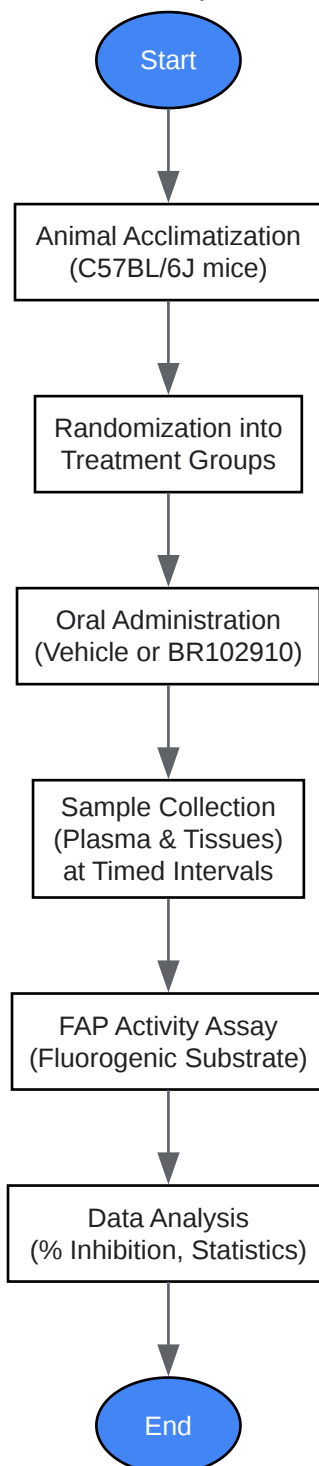 Start
Animal Acclimatization
(C57BL/6J mice)
Randomization into
Treatment Groups
Oral Administration
(Vehicle or BR102910)
Sample Collection
(Plasma & Tissues)
at Timed Intervals
FAP Activity Assay
(Fluorogenic Substrate)
Data Analysis
(% Inhibition, Statistics)
End